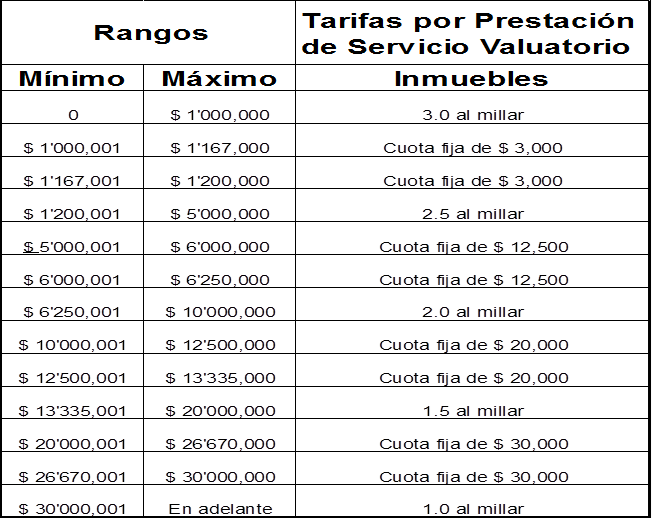 Rangos
Tarifas por Prestación
de Servicio Valuatorio
Mínimo Máximo Inmuebles
0 $ 1'000,000 3.0 al millar
$ 1'000,001 $ 1'167,000 Cuota fija de $ 3,000
$ 1'167,001 $ 1'200,000 Cuota fija de $ 3,000
$ 1'200,001 $ 5'000,000 2.5 al millar
$ 5'000,001 $ 6'000,000 Cuota fija de $ 12,500
$ 6'000,001 $ 6'250,000 Cuota fija de $ 12,500
$ 6'250,001 $ 10'000,000 2.0 al millar
$ 10'000,001 $ 12'500,000 Cuota fija de $ 20,000
$ 12'500,001 $ 13'335,000 Cuota fija de $ 20,000
$ 13'335,001 $ 20'000,000 1.5 al millar
$ 20'000,001 $ 26'670,000 Cuota fija de $ 30,000
$ 26'670,001 $ 30'000,000 Cuota fija de $ 30,000
$ 30'000,001 En adelante 1.0 al millar